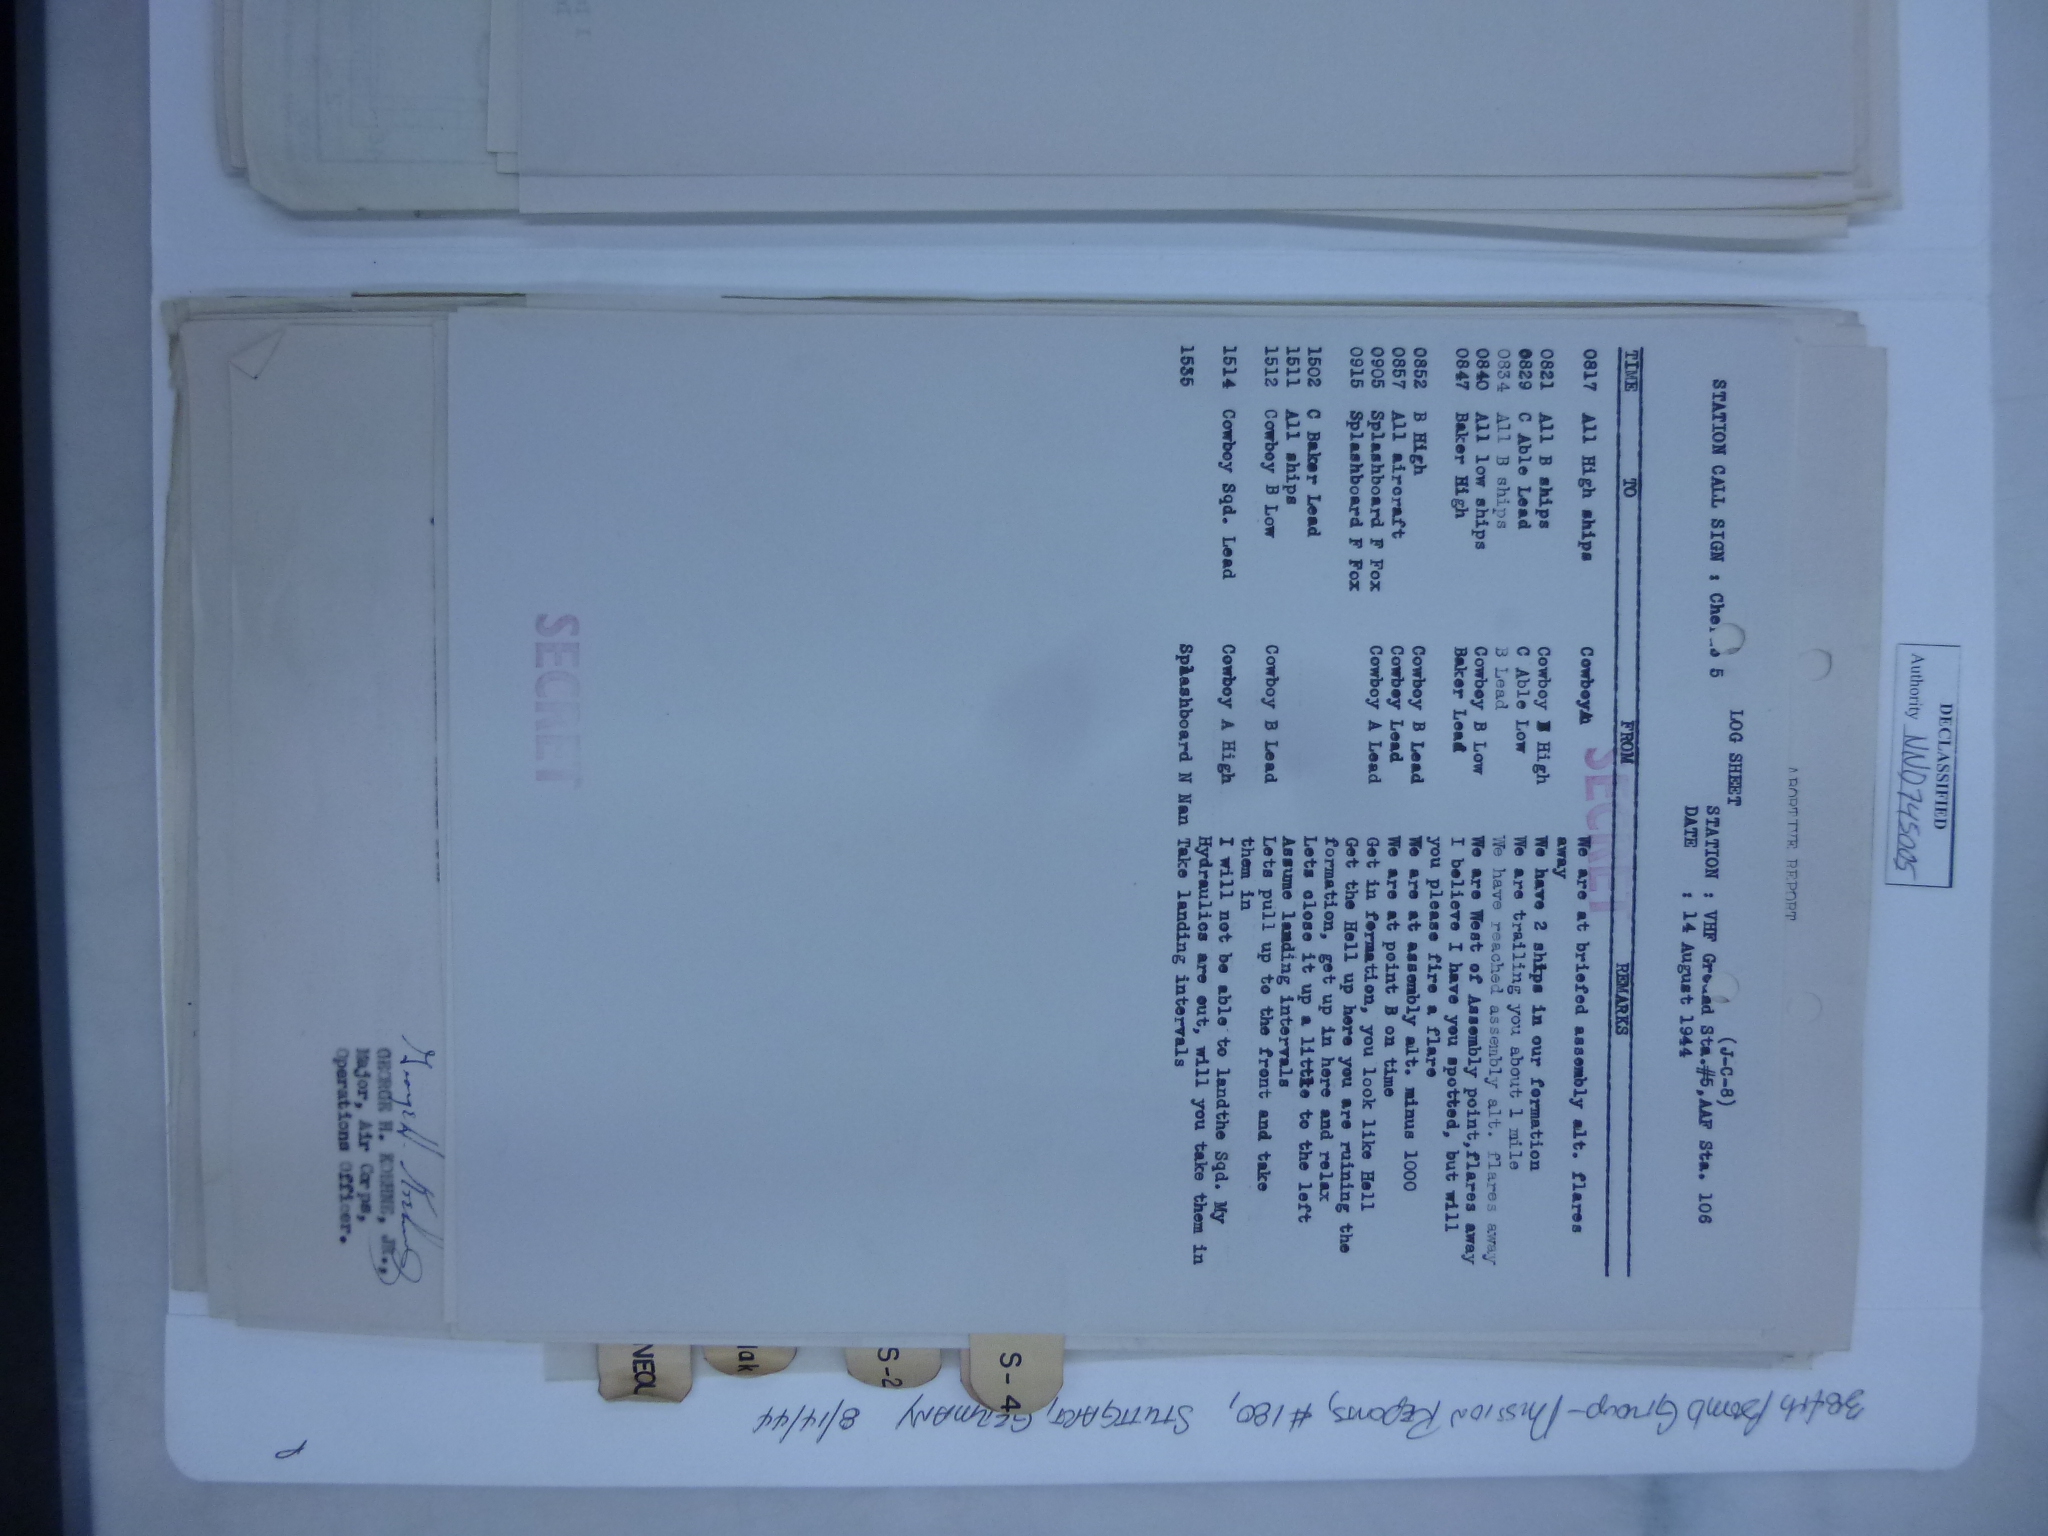 DECLASSIFIED
Authority NND745005
ABORTIVE REPORT
LOG SHEET (J-C-8)
STATION CALL SIGN : 5 STATION : VHF Ground Sta.#5, AAF Sta. 106
DATE : 14 August 1944
TIME TO FROM REMARKS
SECRET
0817 All High ships CowboyA We are at briefed assembly alt. flares
away
0821 All B ships Cowboy B High We have 2 ships in our formation
0829 C Able Lead C Able Low We are trailing you about 1 mile
0834 All B ships B Lead We have reached assembly alt. flares away
0840 All low ships Cowboy B Low We are West of Assembly point,flares away
0847 Baker High Baker Lead I believe I have you spotted, but will
you please fire a flare
0852 B High Cowboy B Lead We are at assembly alt. minus 1000
0857 All aircraft Cowboy Lead We are at point B on time
0905 Splashboard F Fox Cowboy A Lead Get in formation, you look like Hell
0915 Splashboard F Fox Get the Hell up here you are ruining the
formation, get up in here and relax
1502 C Baker Lead Lets close it up a little to the left
1511 All ships Assume landing intervals
1512 Cowboy B Low Cowboy B Lead Lets pull up to the front and take
them in
1514 Cowboy Sqd. Lead Cowboy A High I will not be able to landthe Sqd. My
Hydraulics are out, will you take them in
1535 Splashboard N Nan Take landing intervals
SECRET
GEORGE H. KOEHNE, JR.,
Major, Air Corps,
Operations Officer.
NEOL
lak
S-2
S-4
384th Bomb Group-Mission Reports, #180, Stuttgart, Germany 8/14/44
P